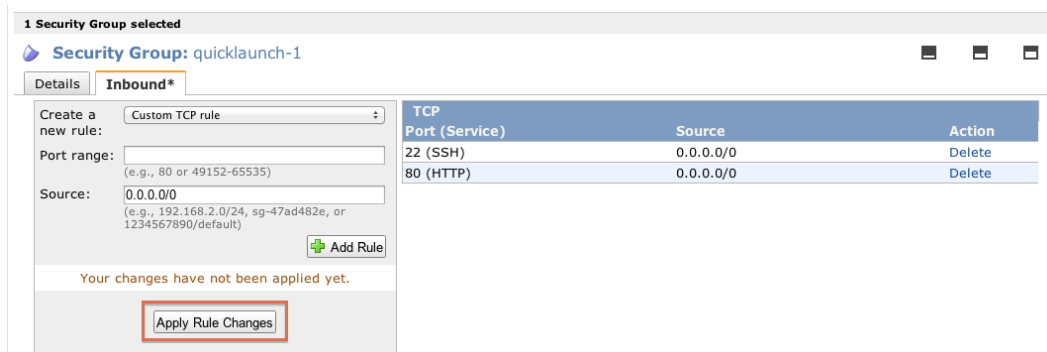 1 Security Group selected
Security Group: quicklaunch-1
Details Inbound*
Create a new rule: Custom TCP rule
Port range:
(e.g., 80 or 49152-65535)
Source: 0.0.0.0/0
(e.g., 192.168.2.0/24, sg-47ad482e, or
1234567890/default)
Add Rule
Your changes have not been applied yet.
Apply Rule Changes
TCP
Port (Service) Source Action
22 (SSH) 0.0.0.0/0 Delete
80 (HTTP) 0.0.0.0/0 Delete